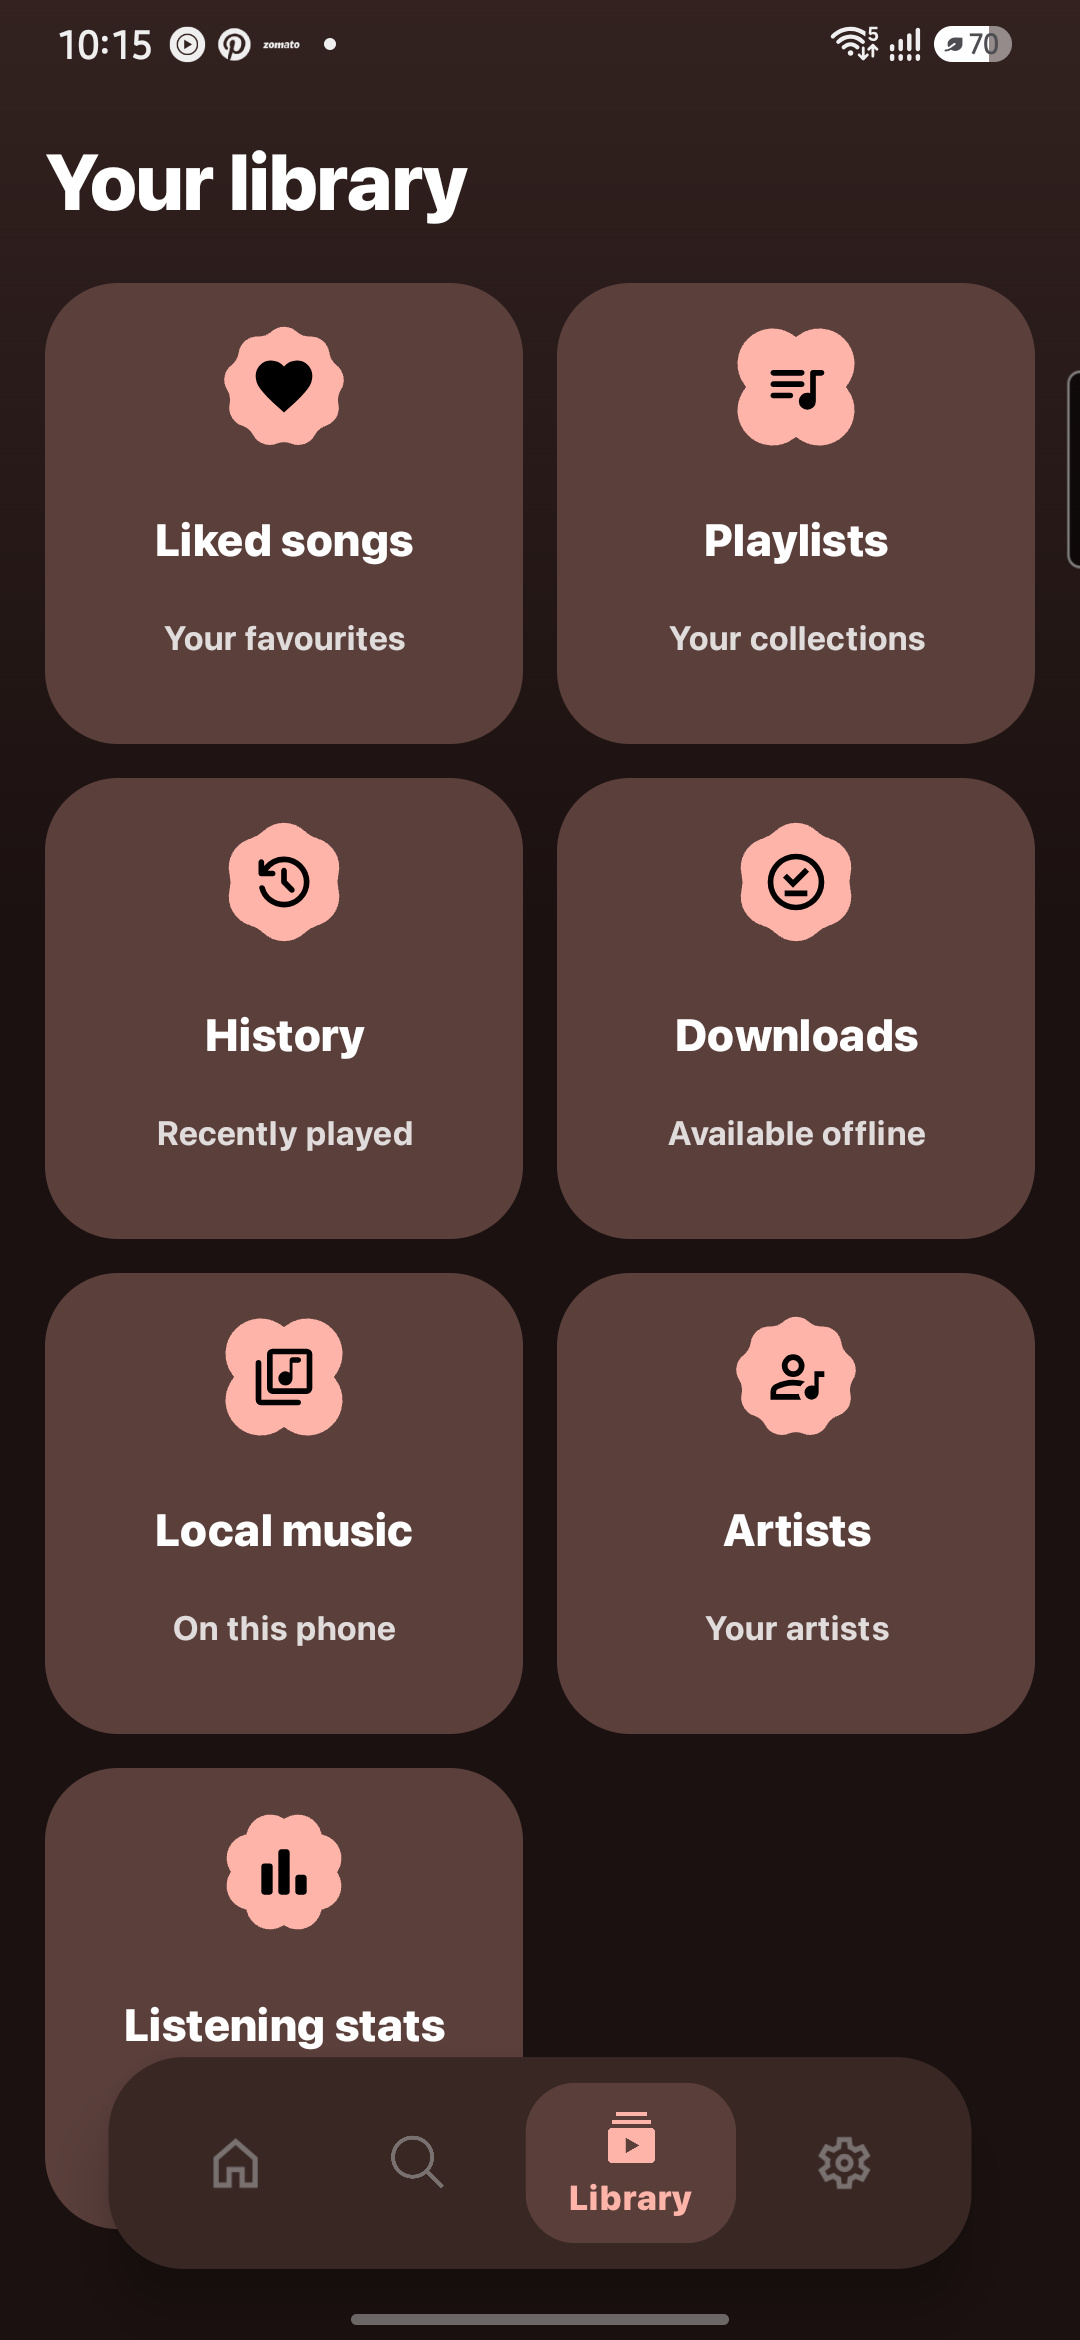 10:15 zomato 5 70
Your library
Liked songs
Your favourites
Playlists
Your collections
History
Recently played
Downloads
Available offline
Local music
On this phone
Artists
Your artists
Listening stats
Library